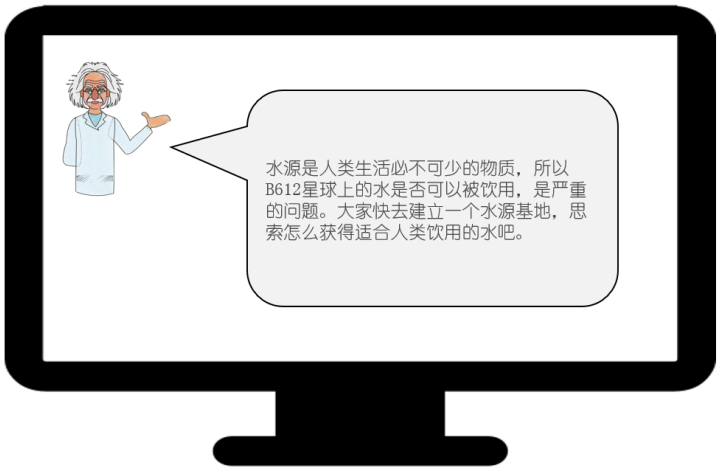 水源是人类生活必不可少的物质，所以
B612星球上的水是否可以被饮用，是严重
的问题。大家快去建立一个水源基地，思
索怎么获得适合人类饮用的水吧。